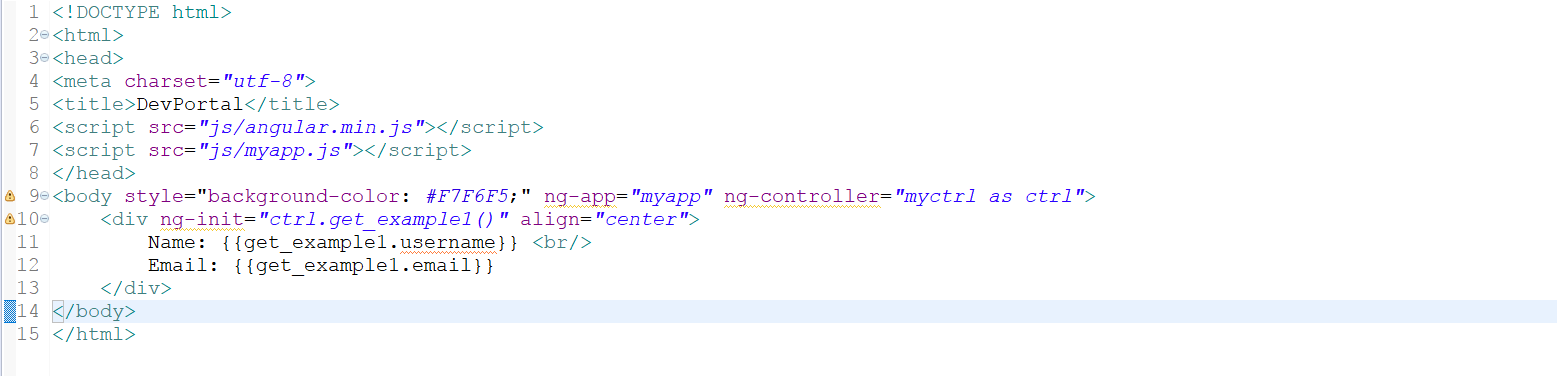 1 <!DOCTYPE html>
2 <html>
3 <head>
4 <meta charset="utf-8">
5 <title>DevPortal</title>
6 <script src="js/angular.min.js"></script>
7 <script src="js/myapp.js"></script>
8 </head>
9 <body style="background-color: #F7F6F5;" ng-app="myapp" ng-controller="myctrl as ctrl">
10     <div ng-init="ctrl.get_example1()" align="center">
11         Name: {{get_example1.username}} <br/>
12         Email: {{get_example1.email}}
13     </div>
14 </body>
15 </html>